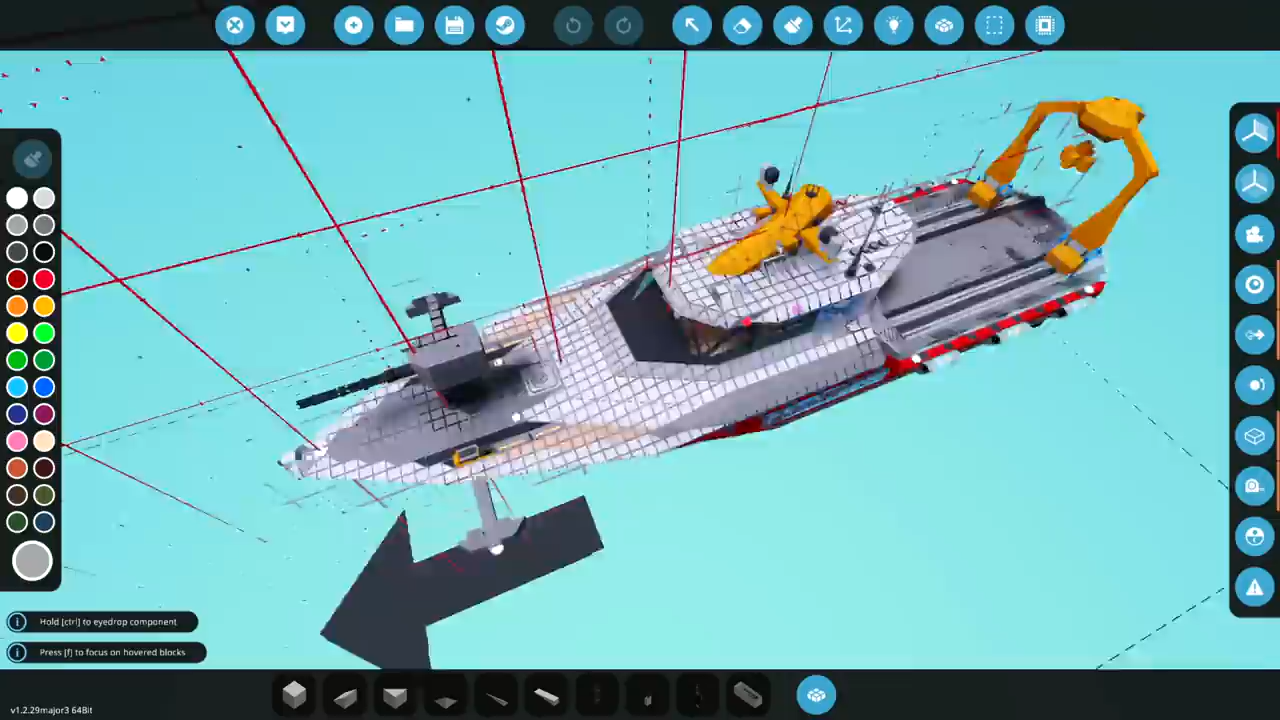 Hold [ctrl] to eyedrop component
Press [f] to focus on hovered blocks
v1.2.29major3 64Bit